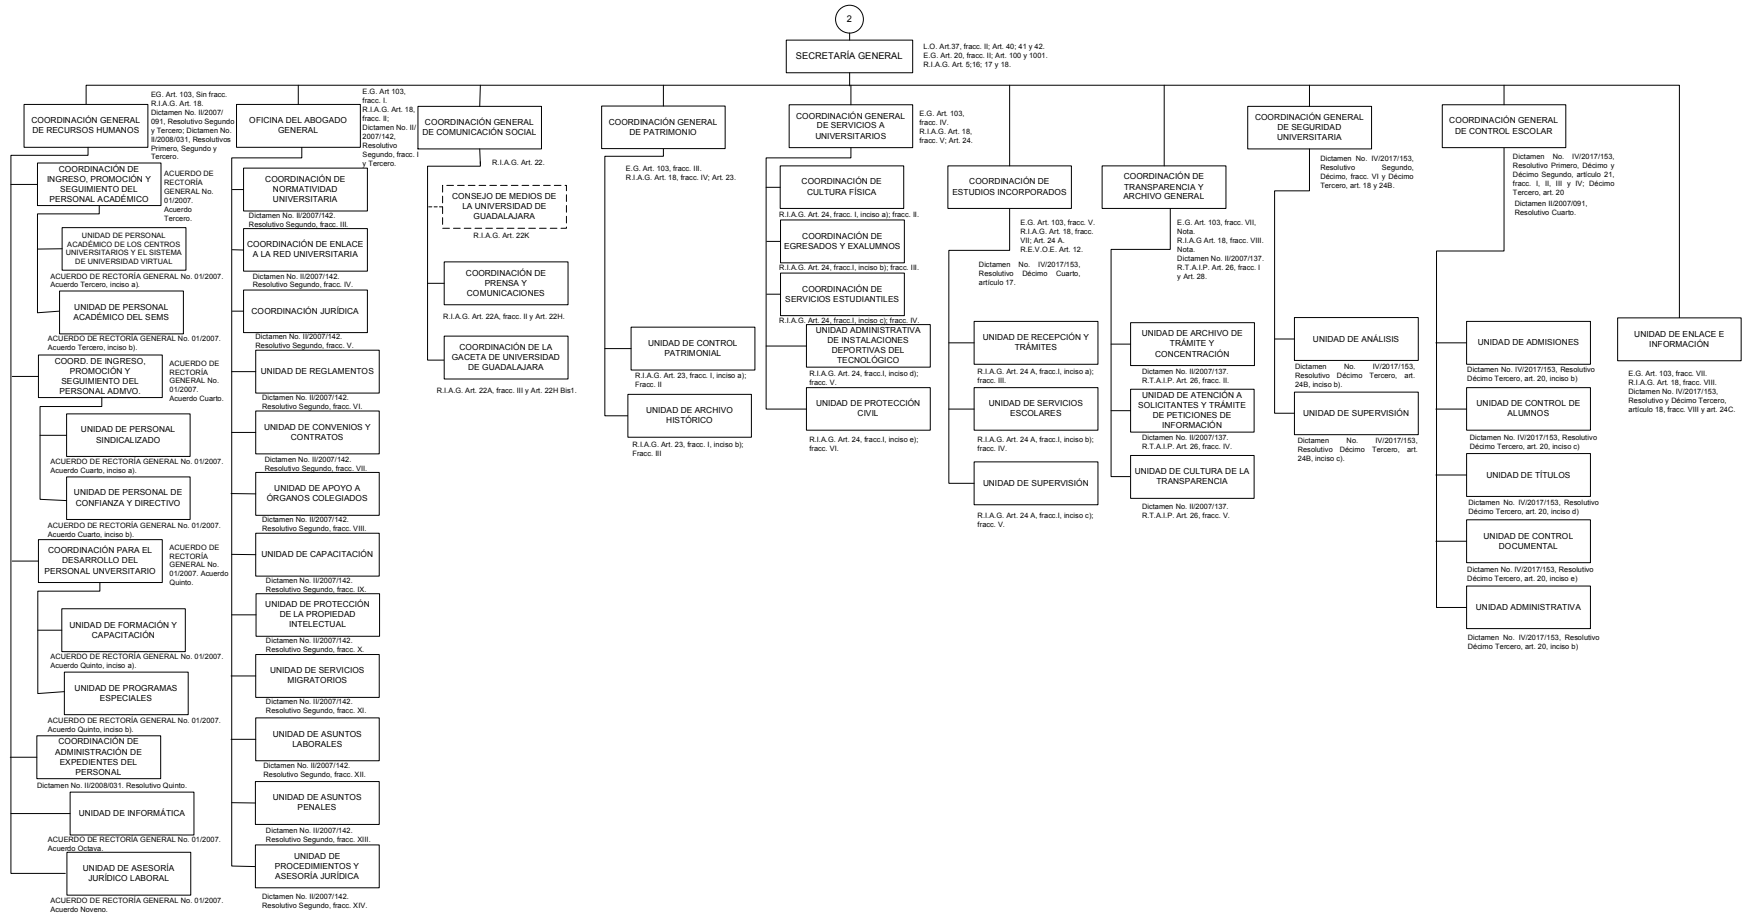 2
SECRETARÍA GENERAL
L.O. Art.37, fracc. II; Art. 40; 41 y 42.
E.G. Art. 20, fracc. II; Art. 100 y 1001.
R.I.A.G. Art. 5;16; 17 y 18.
COORDINACIÓN GENERAL
DE RECURSOS HUMANOS
EG. Art. 103, Sin fracc.
R.I.A.G. Art. 18.
Dictamen No. II/2007/
091, Resolutivo Segundo
y Tercero; Dictamen No.
II/2008/031, Resolutivos
Primero, Segundo y
Tercero.
COORDINACIÓN DE
INGRESO, PROMOCIÓN Y
SEGUIMIENTO DEL
PERSONAL ACADÉMICO
ACUERDO DE
RECTORÍA
GENERAL No.
01/2007.
Acuerdo
Tercero.
UNIDAD DE PERSONAL
ACADÉMICO DE LOS CENTROS
UNIVERSITARIOS Y EL SISTEMA
DE UNIVERSIDAD VIRTUAL
ACUERDO DE RECTORÍA GENERAL No. 01/2007.
Acuerdo Tercero, inciso a).
UNIDAD DE PERSONAL
ACADÉMICO DEL SEMS
ACUERDO DE RECTORÍA GENERAL No. 01/2007.
Acuerdo Tercero, inciso b).
COORD. DE INGRESO,
PROMOCIÓN Y
SEGUIMIENTO DEL
PERSONAL ADMVO.
ACUERDO DE
RECTORÍA
GENERAL No.
01/2007.
Acuerdo Cuarto.
UNIDAD DE PERSONAL
SINDICALIZADO
ACUERDO DE RECTORÍA GENERAL No. 01/2007.
Acuerdo Cuarto, inciso a).
UNIDAD DE PERSONAL DE
CONFIANZA Y DIRECTIVO
ACUERDO DE RECTORÍA GENERAL No. 01/2007.
Acuerdo Cuarto, inciso b).
COORDINACIÓN PARA EL
DESARROLLO DEL
PERSONAL UNVERSITARIO
ACUERDO DE
RECTORÍA
GENERAL No.
01/2007. Acuerdo
Quinto.
UNIDAD DE FORMACIÓN Y
CAPACITACIÓN
ACUERDO DE RECTORÍA GENERAL No. 01/2007.
Acuerdo Quinto, inciso a).
UNIDAD DE PROGRAMAS
ESPECIALES
ACUERDO DE RECTORÍA GENERAL No. 01/2007.
Acuerdo Quinto, inciso b).
COORDINACIÓN DE
ADMINISTRACIÓN DE
EXPEDIENTES DEL
PERSONAL
Dictamen No. II/2008/031. Resolutivo Quinto.
UNIDAD DE INFORMÁTICA
ACUERDO DE RECTORÍA GENERAL No. 01/2007.
Acuerdo Octava.
UNIDAD DE ASESORÍA
JURÍDICO LABORAL
ACUERDO DE RECTORÍA GENERAL No. 01/2007.
Acuerdo Noveno.
OFICINA DEL ABOGADO
GENERAL
E.G. Art 103,
fracc. I.
R.I.A.G. Art. 18,
fracc. II;
Dictamen No. II/
2007/142,
Resolutivo
Segundo, fracc. I
y Tercero.
COORDINACIÓN DE
NORMATIVIDAD
UNIVERSITARIA
Dictamen No. II/2007/142.
Resolutivo Segundo, fracc. III.
COORDINACIÓN DE ENLACE
A LA RED UNIVERSITARIA
Dictamen No. II/2007/142.
Resolutivo Segundo, fracc. IV.
COORDINACIÓN JURÍDICA
Dictamen No. II/2007/142.
Resolutivo Segundo, fracc. V.
UNIDAD DE REGLAMENTOS
Dictamen No. II/2007/142.
Resolutivo Segundo, fracc. VI.
UNIDAD DE CONVENIOS Y
CONTRATOS
Dictamen No. II/2007/142.
Resolutivo Segundo, fracc. VII.
UNIDAD DE APOYO A
ÓRGANOS COLEGIADOS
Dictamen No. II/2007/142.
Resolutivo Segundo, fracc. VIII.
UNIDAD DE CAPACITACIÓN
Dictamen No. II/2007/142.
Resolutivo Segundo, fracc. IX.
UNIDAD DE PROTECCIÓN
DE LA PROPIEDAD
INTELECTUAL
Dictamen No. II/2007/142.
Resolutivo Segundo, fracc. X.
UNIDAD DE SERVICIOS
MIGRATORIOS
Dictamen No. II/2007/142.
Resolutivo Segundo, fracc. XI.
UNIDAD DE ASUNTOS
LABORALES
Dictamen No. II/2007/142.
Resolutivo Segundo, fracc. XII.
UNIDAD DE ASUNTOS
PENALES
Dictamen No. II/2007/142.
Resolutivo Segundo, fracc. XIII.
UNIDAD DE
PROCEDIMIENTOS Y
ASESORÍA JURÍDICA
Dictamen No. II/2007/142.
Resolutivo Segundo, fracc. XIV.
COORDINACIÓN GENERAL
DE COMUNICACIÓN SOCIAL
R.I.A.G. Art. 22.
CONSEJO DE MEDIOS DE
LA UNIVERSIDAD DE
GUADALAJARA
R.I.A.G. Art. 22K
COORDINACIÓN DE
PRENSA Y
COMUNICACIONES
R.I.A.G. Art. 22A, fracc. II y Art. 22H.
COORDINACIÓN DE LA
GACETA DE UNIVERSIDAD
DE GUADALAJARA
R.I.A.G. Art. 22A, fracc. III y Art. 22H Bis1.
COORDINACIÓN GENERAL
DE PATRIMONIO
E.G. Art. 103, fracc. III.
R.I.A.G. Art. 18, fracc. IV; Art. 23.
UNIDAD DE CONTROL
PATRIMONIAL
R.I.A.G. Art. 23, fracc. I, inciso a);
Fracc. II
UNIDAD DE ARCHIVO
HISTÓRICO
R.I.A.G. Art. 23, fracc. I, inciso b);
Fracc. III
COORDINACIÓN GENERAL
DE SERVICIOS A
UNIVERSITARIOS
E.G. Art. 103,
fracc. IV.
R.I.A.G. Art. 18,
fracc. V; Art. 24.
COORDINACIÓN DE
CULTURA FÍSICA
R.I.A.G. Art. 24, fracc. I, inciso a); fracc. II.
COORDINACIÓN DE
EGRESADOS Y EXALUMNOS
R.I.A.G. Art. 24, fracc.I, inciso b); fracc. III.
COORDINACIÓN DE
SERVICIOS ESTUDIANTILES
R.I.A.G. Art. 24, fracc.I, inciso c); fracc. IV.
UNIDAD ADMINISTRATIVA
DE INSTALACIONES
DEPORTIVAS DEL
TECNOLÓGICO
R.I.A.G. Art. 24, fracc.I, inciso d);
fracc. V.
UNIDAD DE PROTECCIÓN
CIVIL
R.I.A.G. Art. 24, fracc.I, inciso e);
fracc. VI.
COORDINACIÓN DE
ESTUDIOS INCORPORADOS
E.G. Art. 103, fracc. V.
R.I.A.G. Art. 18, fracc.
VII; Art. 24 A.
R.E.V.O.E. Art. 12.
Dictamen No. IV/2017/153,
Resolutivo Décimo Cuarto,
artículo 17.
UNIDAD DE RECEPCIÓN Y
TRÁMITES
R.I.A.G. Art. 24 A, fracc.I, inciso a);
fracc. III.
UNIDAD DE SERVICIOS
ESCOLARES
R.I.A.G. Art. 24 A, fracc.I, inciso b);
fracc. IV.
UNIDAD DE SUPERVISIÓN
R.I.A.G. Art. 24 A, fracc.I, inciso c);
fracc. V.
COORDINACIÓN DE
TRANSPARENCIA Y
ARCHIVO GENERAL
E.G. Art. 103, fracc. VII,
Nota.
R.I.A.G Art. 18, fracc. VIII.
Nota.
Dictamen No. II/2007/137.
R.T.A.I.P. Art. 26, fracc. I
y Art. 28.
UNIDAD DE ARCHIVO DE
TRÁMITE Y
CONCENTRACIÓN
Dictamen No. II/2007/137.
R.T.A.I.P. Art. 26, fracc. II.
UNIDAD DE ATENCIÓN A
SOLICITANTES Y TRÁMITE
DE PETICIONES DE
INFORMACIÓN
Dictamen No. II/2007/137.
R.T.A.I.P. Art. 26, fracc. IV.
UNIDAD DE CULTURA DE LA
TRANSPARENCIA
Dictamen No. II/2007/137.
R.T.A.I.P. Art. 26, fracc. V.
COORDINACIÓN GENERAL
DE SEGURIDAD
UNIVERSITARIA
Dictamen No. IV/2017/153,
Resolutivo Segundo,
Décimo, fracc. VI y Décimo
Tercero, art. 18 y 24B.
UNIDAD DE ANÁLISIS
Dictamen No. IV/2017/153,
Resolutivo Décimo Tercero, art.
24B, inciso b).
UNIDAD DE SUPERVISIÓN
Dictamen No. IV/2017/153,
Resolutivo Décimo Tercero, art.
24B, inciso c).
COORDINACIÓN GENERAL
DE CONTROL ESCOLAR
Dictamen No. IV/2017/153,
Resolutivo Primero, Décimo y
Décimo Segundo, artículo 21,
fracc. I, II, III y IV; Décimo
Tercero, art. 20
Dictamen II/2007/091,
Resolutivo Cuarto.
UNIDAD DE ADMISIONES
Dictamen No. IV/2017/153, Resolutivo
Décimo Tercero, art. 20, inciso b)
UNIDAD DE CONTROL DE
ALUMNOS
Dictamen No. IV/2017/153, Resolutivo
Décimo Tercero, art. 20, inciso c)
UNIDAD DE TÍTULOS
Dictamen No. IV/2017/153, Resolutivo
Décimo Tercero, art. 20, inciso d)
UNIDAD DE CONTROL
DOCUMENTAL
Dictamen No. IV/2017/153, Resolutivo
Décimo Tercero, art. 20, inciso e)
UNIDAD ADMINISTRATIVA
Dictamen No. IV/2017/153, Resolutivo
Décimo Tercero, art. 20, inciso b)
UNIDAD DE ENLACE E
INFORMACIÓN
E.G. Art. 103, fracc. VII.
R.I.A.G. Art. 18, fracc. VIII.
Dictamen No. IV/2017/153,
Resolutivo y Décimo Tercero,
artículo 18, fracc. VIII y art. 24C.